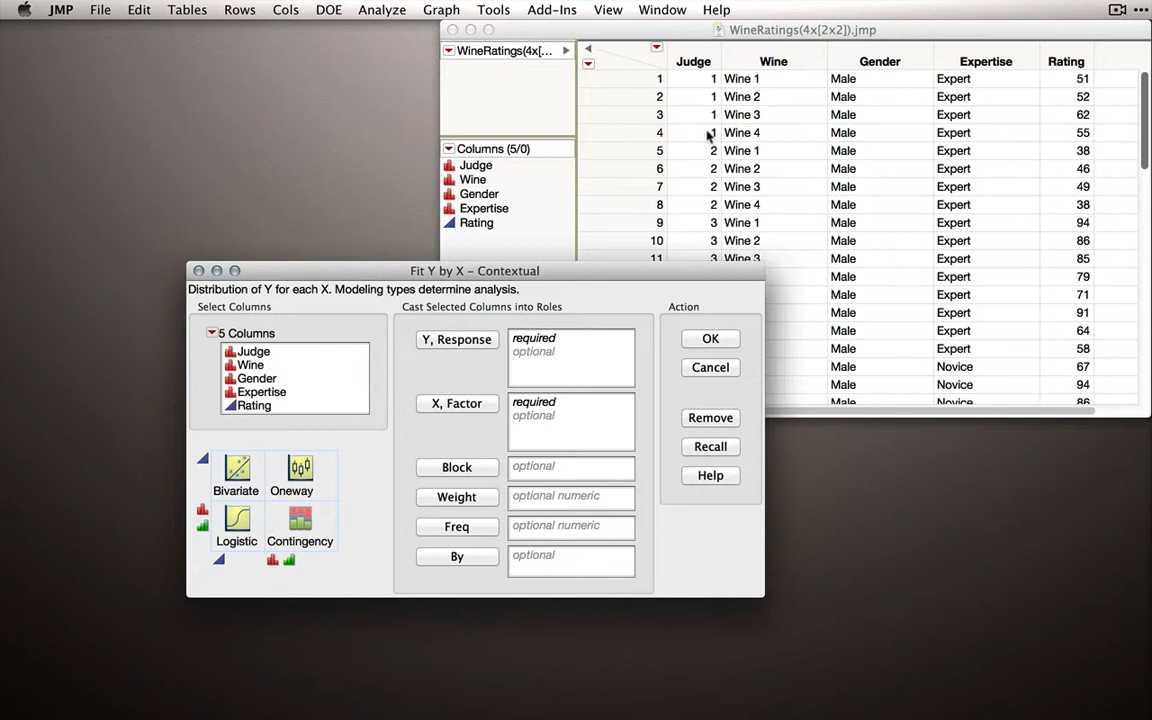 JMP File Edit Tables Rows Cols DOE Analyze Graph Tools Add-Ins View Window Help
WineRatings(4x[2x2]).jmp
WineRatings(4x[...
Columns (5/0)
Judge
Wine
Gender
Expertise
Rating
Judge Wine Gender Expertise Rating
1 1 Wine 1 Male Expert 51
2 1 Wine 2 Male Expert 52
3 1 Wine 3 Male Expert 62
4 1 Wine 4 Male Expert 55
5 2 Wine 1 Male Expert 38
6 2 Wine 2 Male Expert 46
7 2 Wine 3 Male Expert 49
8 2 Wine 4 Male Expert 38
9 3 Wine 1 Male Expert 94
10 3 Wine 2 Male Expert 86
11 3 Wine 3 Male Expert 85
Male Expert 79
Male Expert 71
Male Expert 91
Male Expert 64
Male Expert 58
Male Novice 67
Male Novice 94
Male Novice 86
Fit Y by X - Contextual
Distribution of Y for each X. Modeling types determine analysis.
Select Columns
5 Columns
Judge
Wine
Gender
Expertise
Rating
Bivariate Oneway
Logistic Contingency
Cast Selected Columns into Roles
Y, Response required
optional
X, Factor required
optional
Block optional
Weight optional numeric
Freq optional numeric
By optional
Action
OK
Cancel
Remove
Recall
Help